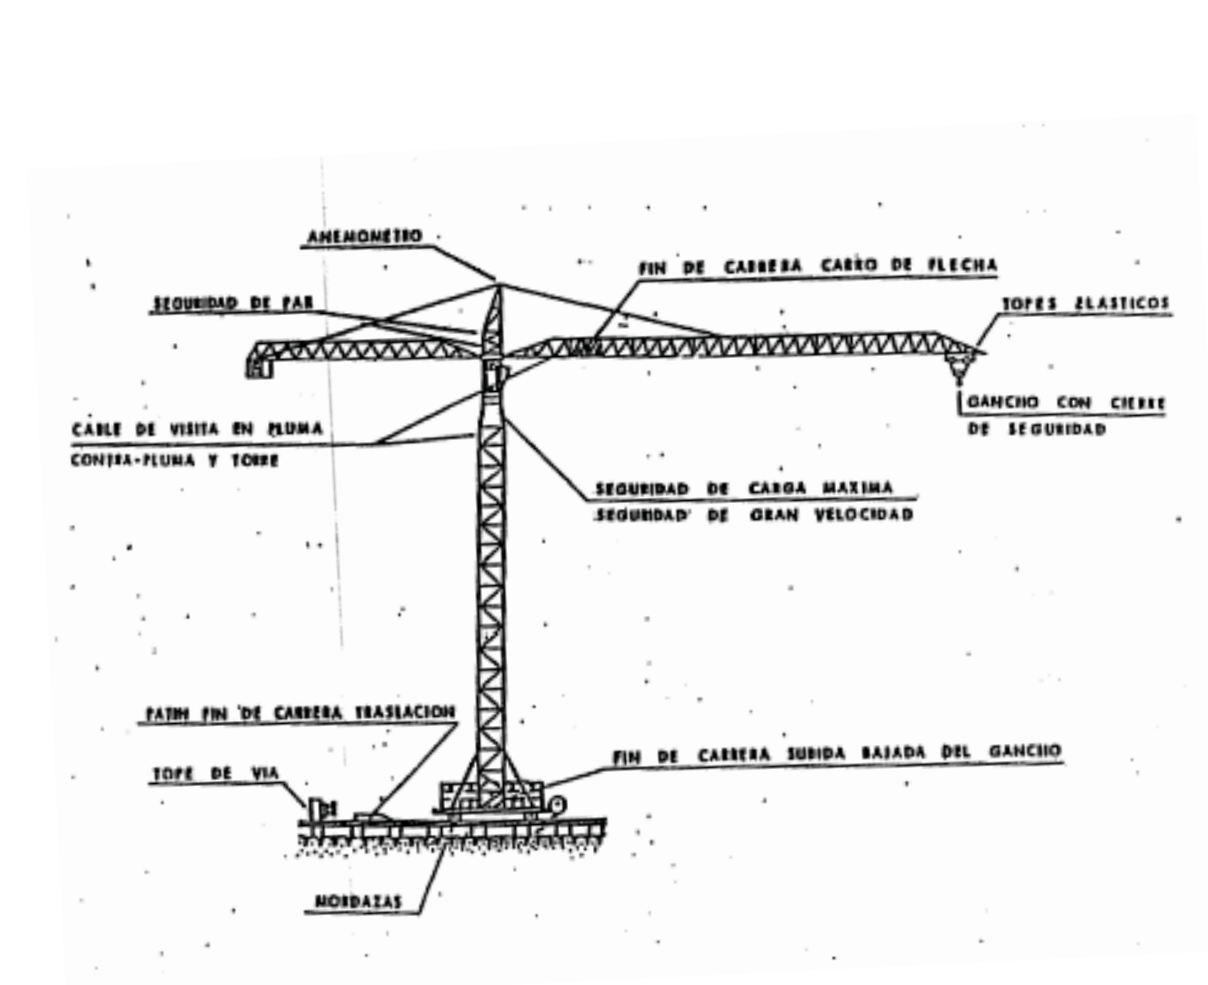 ANEMOMETRO
FIN DE CARRERA CARRO DE FLECHA
SEGURIDAD DE PAR
TOPES ELASTICOS
GANCHO CON CIERRE
DE SEGURIDAD
CABLE DE VISITA EN PLUMA
CONTRA-PLUMA Y TORRE
SEGURIDAD DE CARGA MAXIMA
SEGURIDAD DE GRAN VELOCIDAD
PATIN FIN DE CARRERA TRASLACION
FIN DE CARRERA SUBIDA BAJADA DEL GANCHO
TOPE DE VIA
MORDAZAS